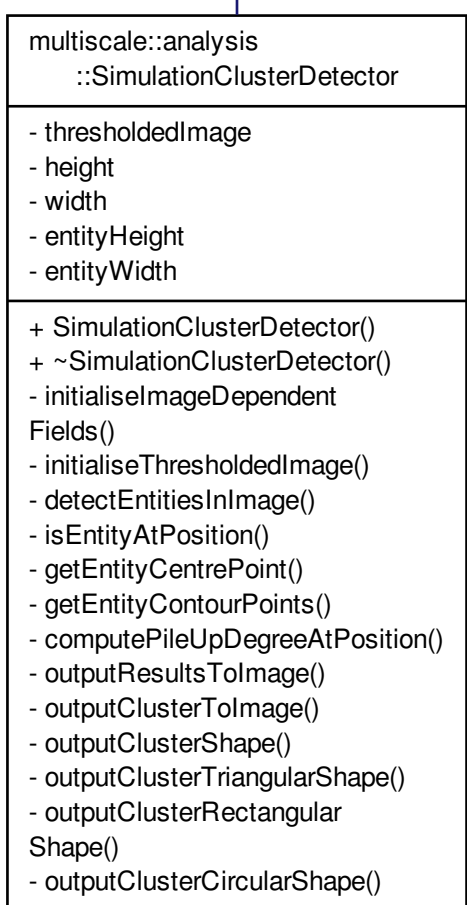 multiscale::analysis
::SimulationClusterDetector
- thresholdedImage
- height
- width
- entityHeight
- entityWidth
+ SimulationClusterDetector()
+ ~SimulationClusterDetector()
- initialiseImageDependent
Fields()
- initialiseThresholdedImage()
- detectEntitiesInImage()
- isEntityAtPosition()
- getEntityCentrePoint()
- getEntityContourPoints()
- computePileUpDegreeAtPosition()
- outputResultsToImage()
- outputClusterToImage()
- outputClusterShape()
- outputClusterTriangularShape()
- outputClusterRectangular
Shape()
- outputClusterCircularShape()